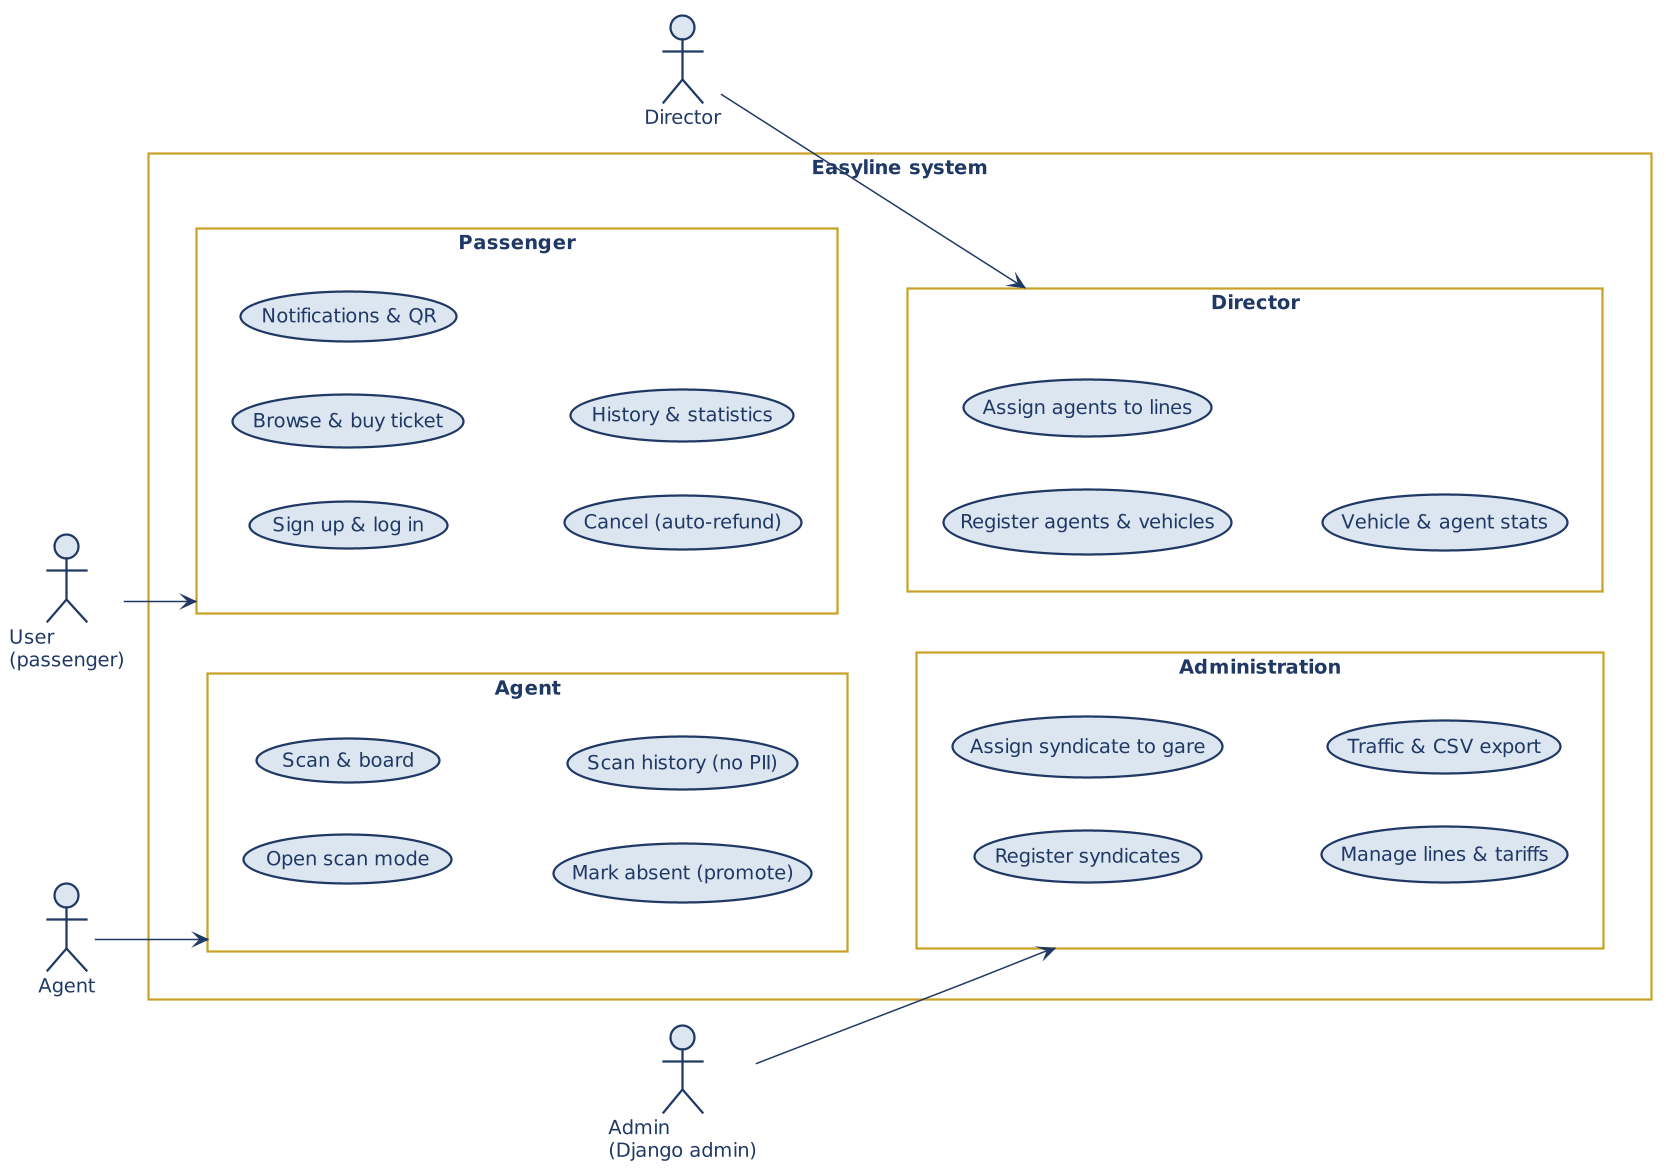 Director
Easyline system
Passenger
Notifications & QR
Browse & buy ticket
History & statistics
Sign up & log in
Cancel (auto-refund)
Director
Assign agents to lines
Register agents & vehicles
Vehicle & agent stats
User
(passenger)
Agent
Scan & board
Scan history (no PII)
Open scan mode
Mark absent (promote)
Administration
Assign syndicate to gare
Traffic & CSV export
Register syndicates
Manage lines & tariffs
Agent
Admin
(Django admin)